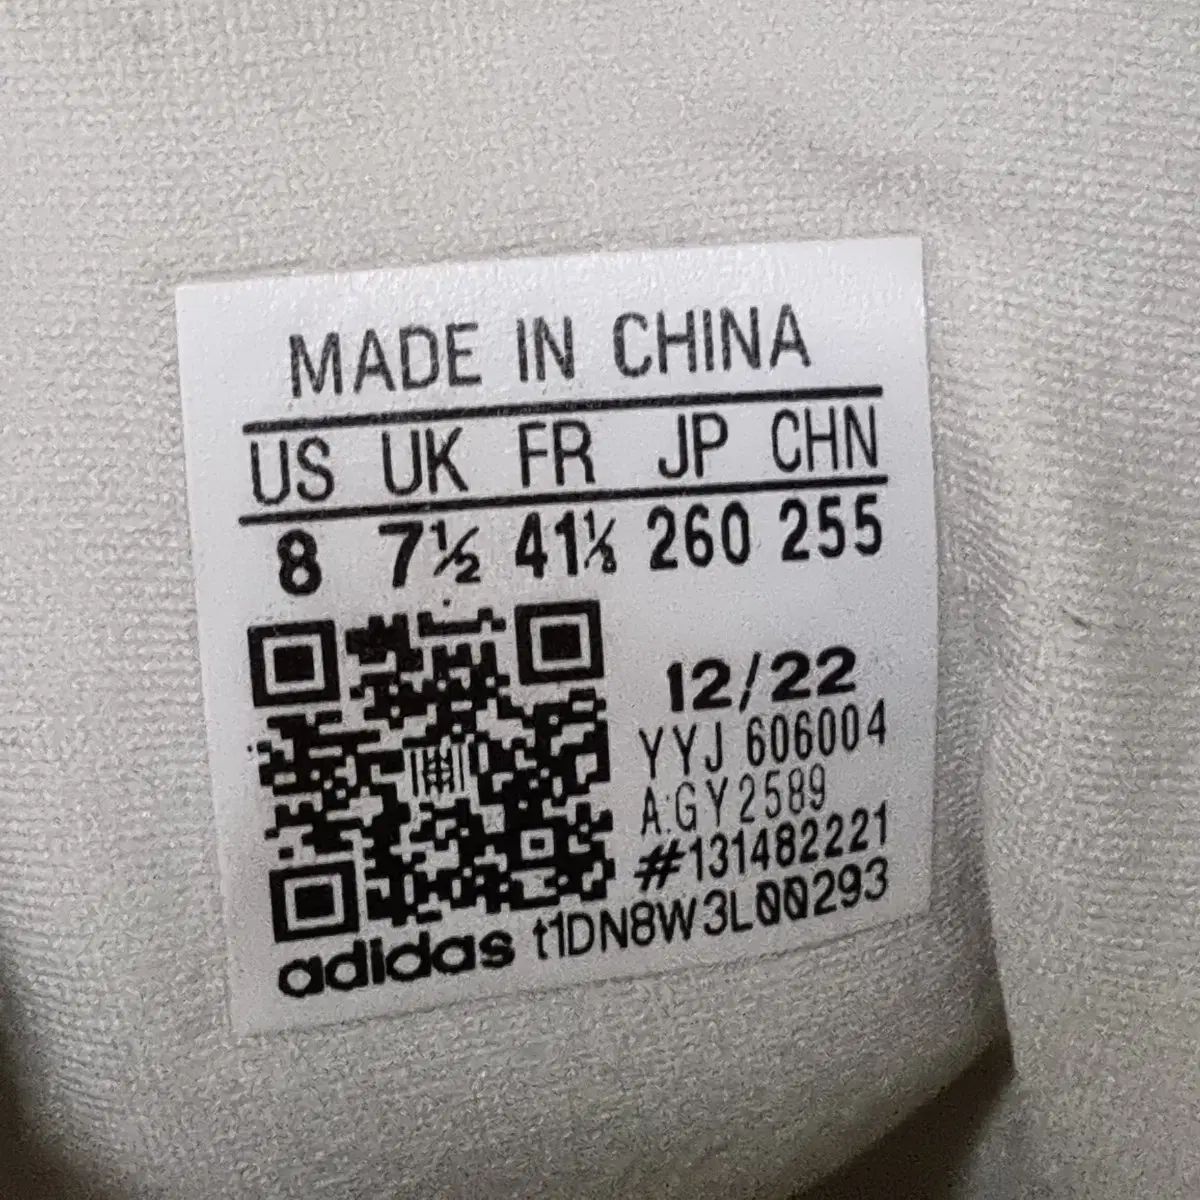 MADE IN CHINA
US UK FR JP CHN
8 7½ 41⅓ 260 255
12/22
YYJ 606004
A:GY2589
#131482221
adidas t1DN8W3L00293